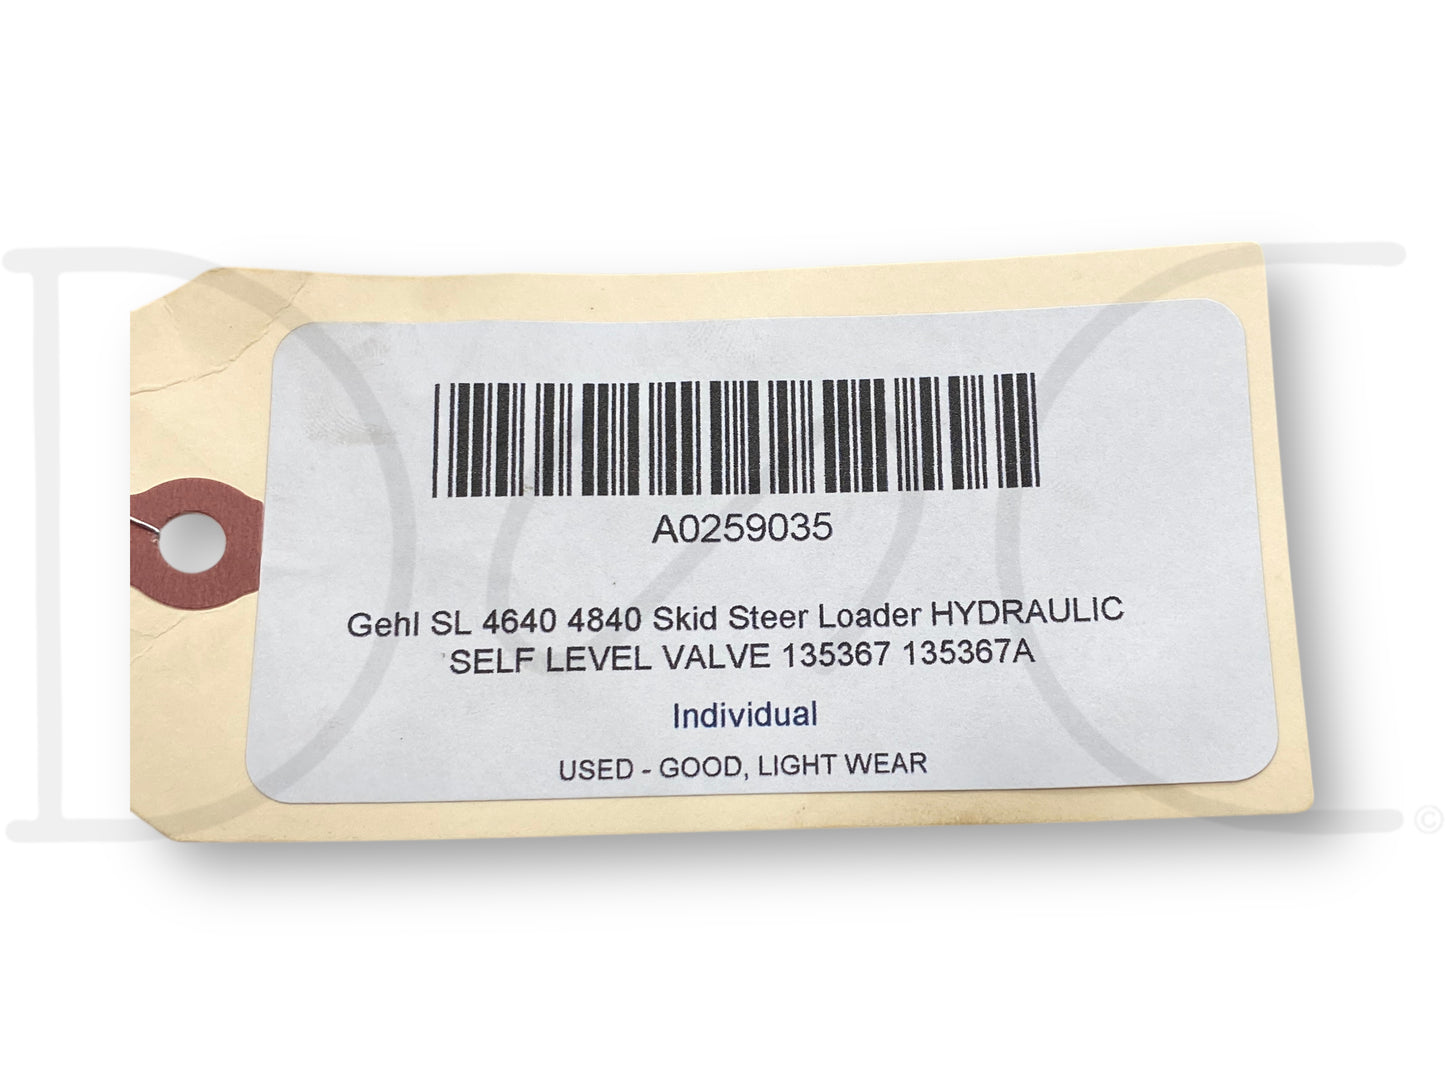 A0259035
Gehl SL 4640 4840 Skid Steer Loader HYDRAULIC
SELF LEVEL VALVE 135367 135367A
Individual
USED - GOOD, LIGHT WEAR
©